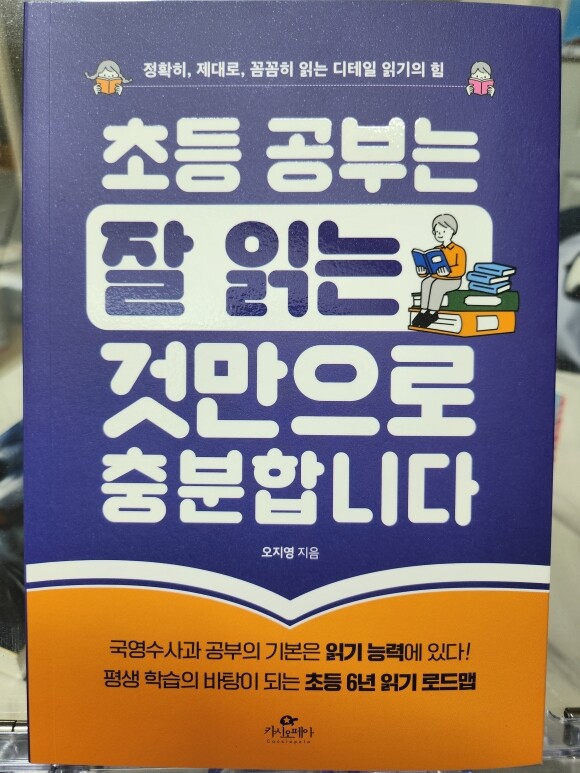 정확히, 제대로, 꼼꼼히 읽는 디테일 읽기의 힘
초등 공부는
잘 읽는
것만으로
충분합니다
오지영 지음
국영수사과 공부의 기본은 읽기 능력에 있다!
평생 학습의 바탕이 되는 초등 6년 읽기 로드맵
카시오페아
Cassiopeia